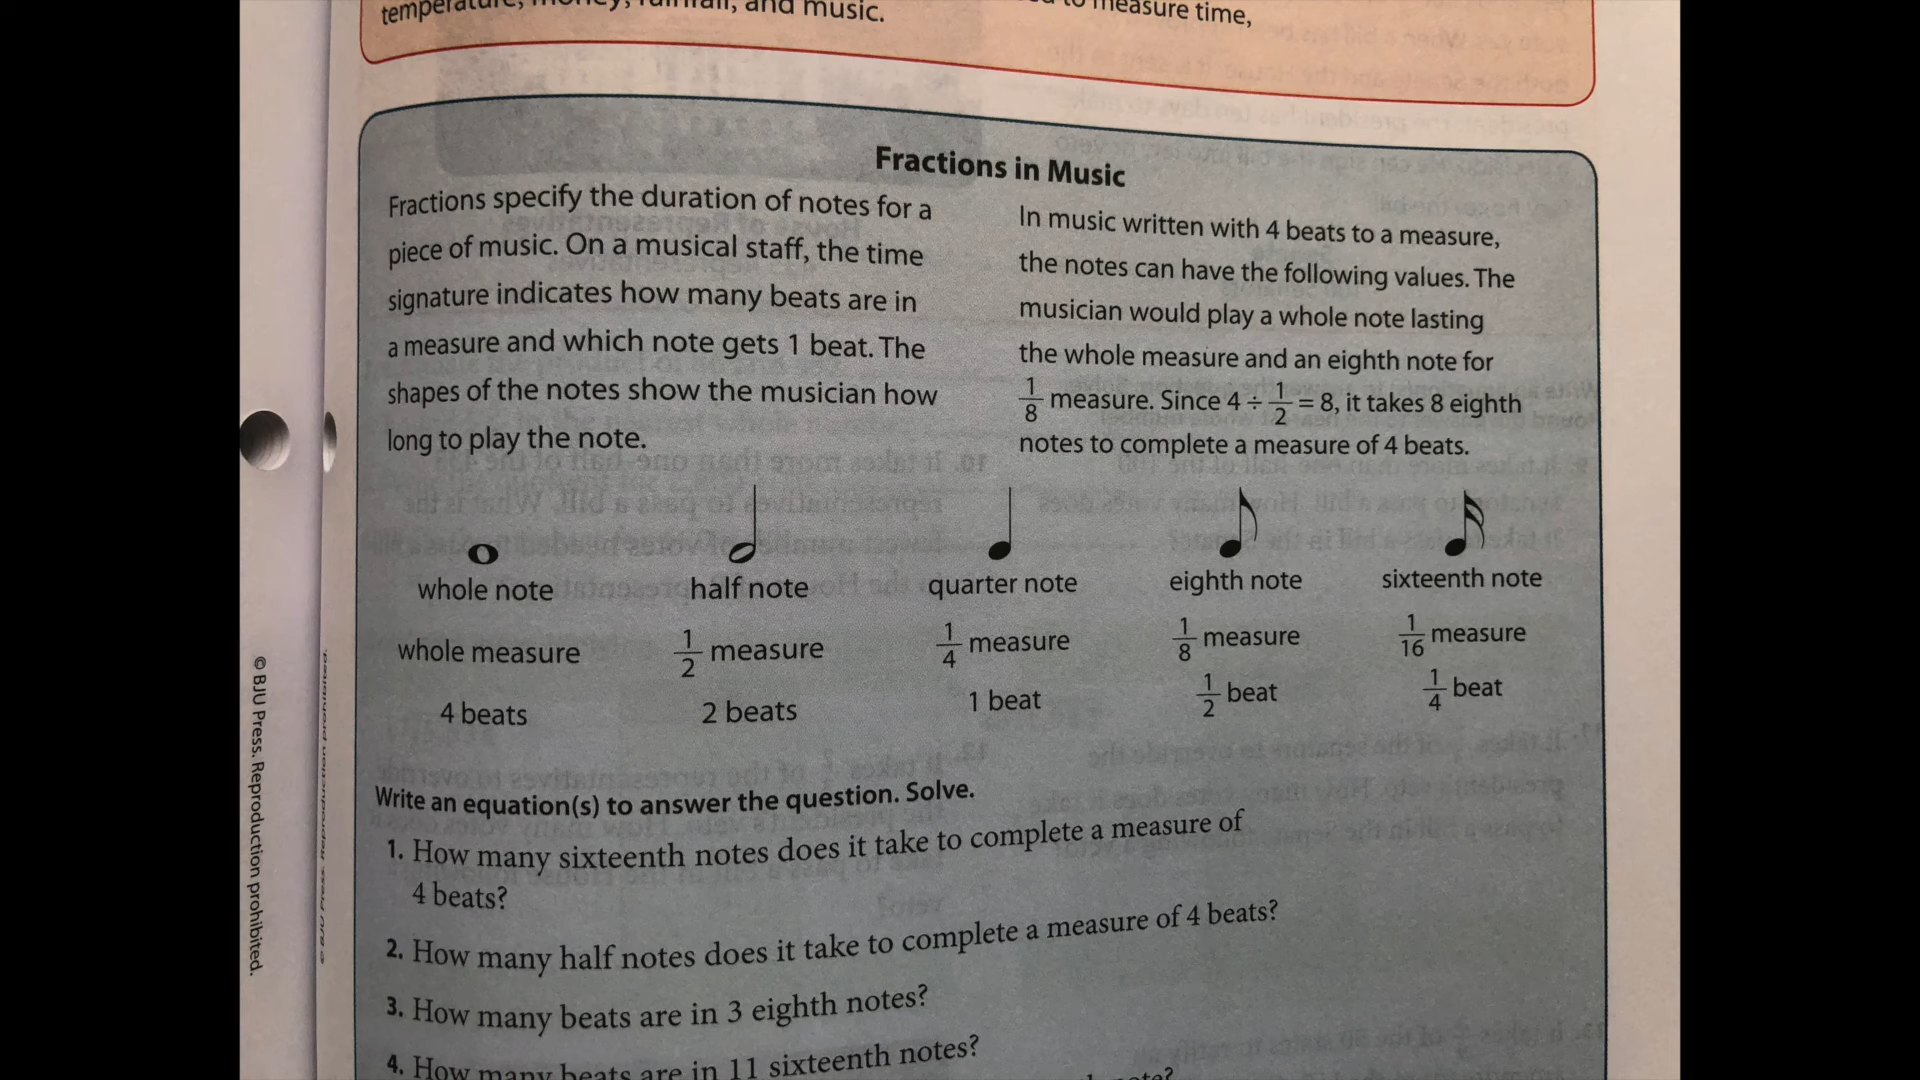 temperature, money, rainfall, and music.
to measure time,
Fractions in Music
Fractions specify the duration of notes for a
piece of music. On a musical staff, the time
signature indicates how many beats are in
a measure and which note gets 1 beat. The
shapes of the notes show the musician how
long to play the note.
In music written with 4 beats to a measure,
the notes can have the following values. The
musician would play a whole note lasting
the whole measure and an eighth note for
1/8 measure. Since 4 ÷ 1/2 = 8, it takes 8 eighth
notes to complete a measure of 4 beats.
whole note
half note
quarter note
eighth note
sixteenth note
whole measure
1/2 measure
1/4 measure
1/8 measure
1/16 measure
4 beats
2 beats
1 beat
1/2 beat
1/4 beat
Write an equation(s) to answer the question. Solve.
1. How many sixteenth notes does it take to complete a measure of
4 beats?
2. How many half notes does it take to complete a measure of 4 beats?
3. How many beats are in 3 eighth notes?
4. How many beats are in 11 sixteenth notes?
© BJU Press. Reproduction prohibited.
© BJU Press. Reproduction prohibited.